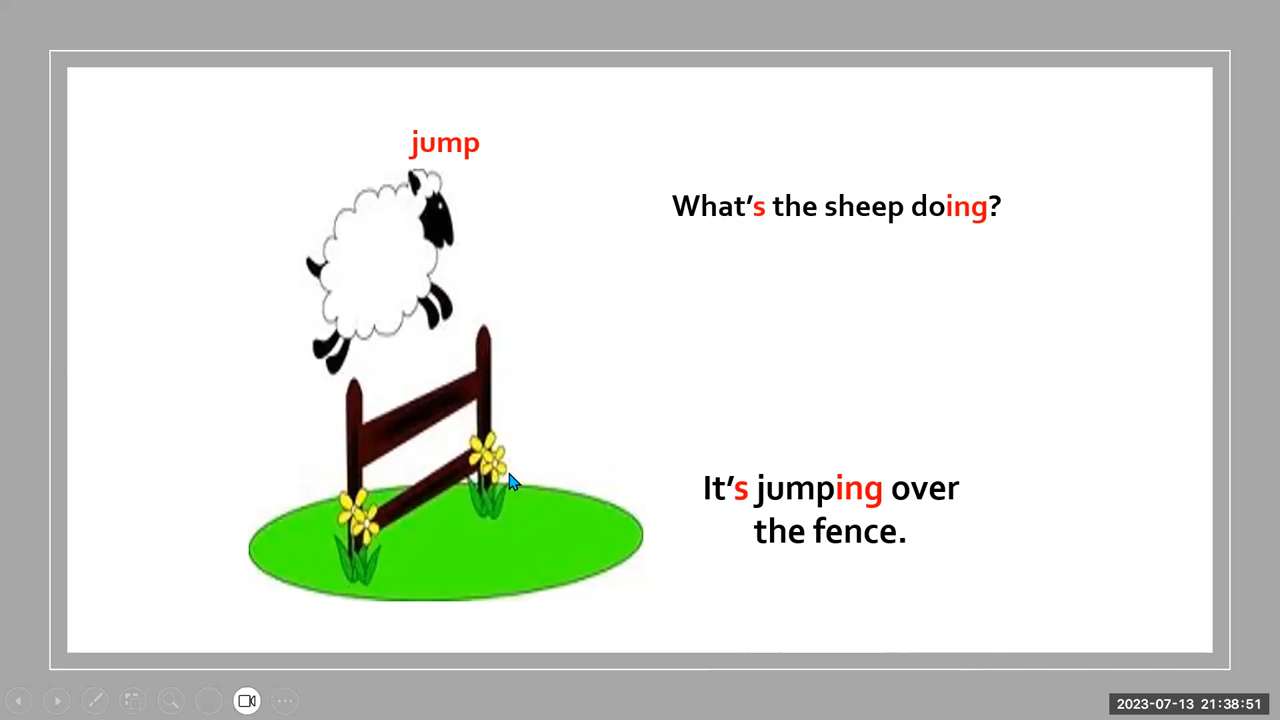 jump
What’s the sheep doing?
It’s jumping over
the fence.
2023-07-13 21:38:51